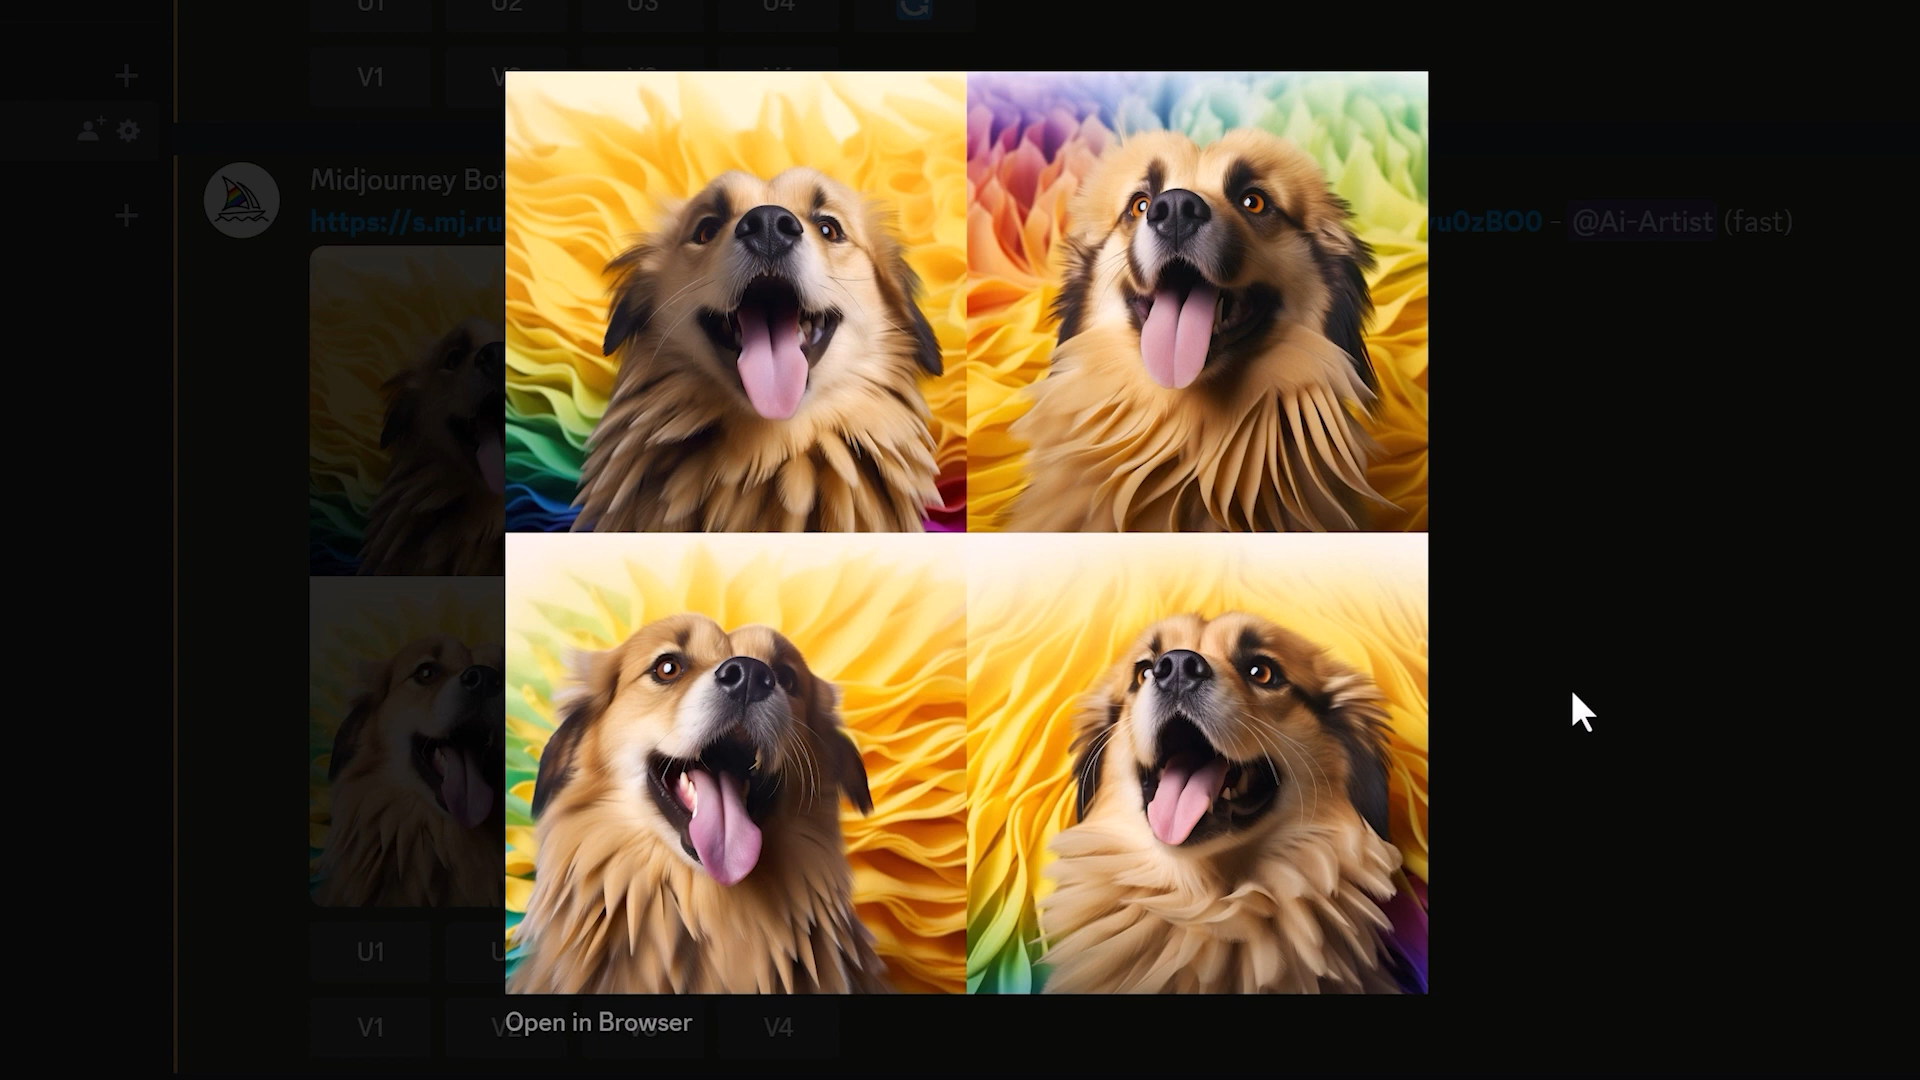 U1 U2 U3 U4
V1
Midjourney Bot
https://s.mj.ru
vu0zBO0 - @Ai-Artist (fast)
U1
V1 V4
Open in Browser